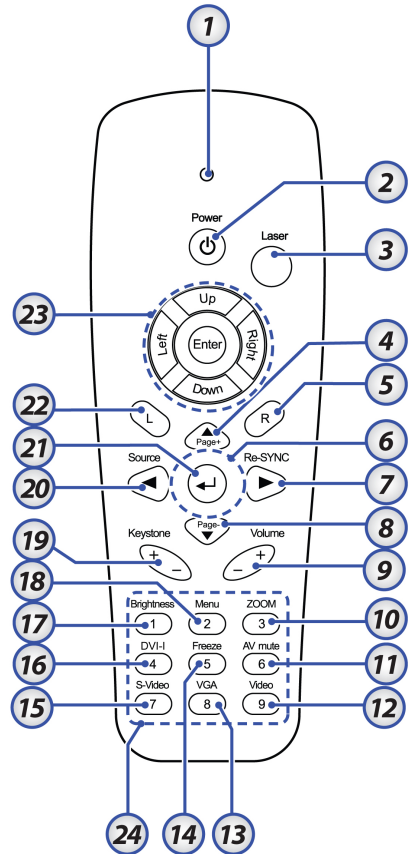 1
2
Power
Laser
3
23
Up
Left
Enter
Right
Down
4
22
L
R
5
Page+
21
6
Source
Re-SYNC
20
7
Page-
8
19
Keystone
Volume
+
−
−
+
9
18
Brightness
Menu
ZOOM
17
1
2
3
10
DVI-I
Freeze
AV mute
16
4
5
6
11
S-Video
VGA
Video
15
7
8
9
12
24
14
13